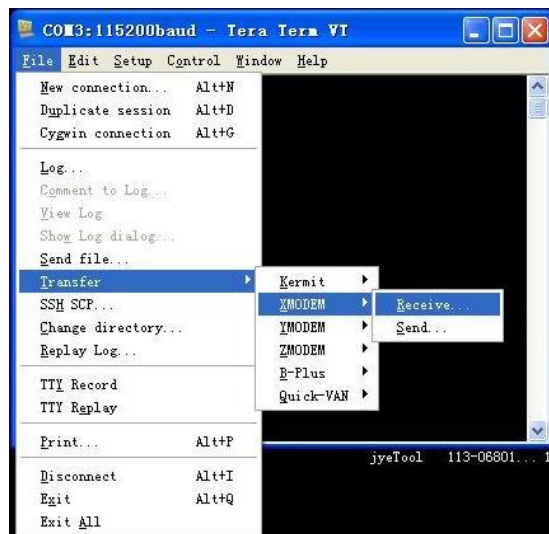 COM3:115200baud - Tera Term VT
File Edit Setup Control Window Help
New connection... Alt+N
Duplicate session Alt+D
Cygwin connection Alt+G
Log...
Comment to Log...
View Log
Show Log dialog...
Send file...
Transfer
SSH SCP...
Change directory...
Replay Log...
TTY Record
TTY Replay
Print... Alt+P
Disconnect Alt+I
Exit Alt+Q
Exit All
Kermit
XMODEM
YMODEM
ZMODEM
B-Plus
Quick-VAN
Receive...
Send...
jyeTool 113-06801... 1